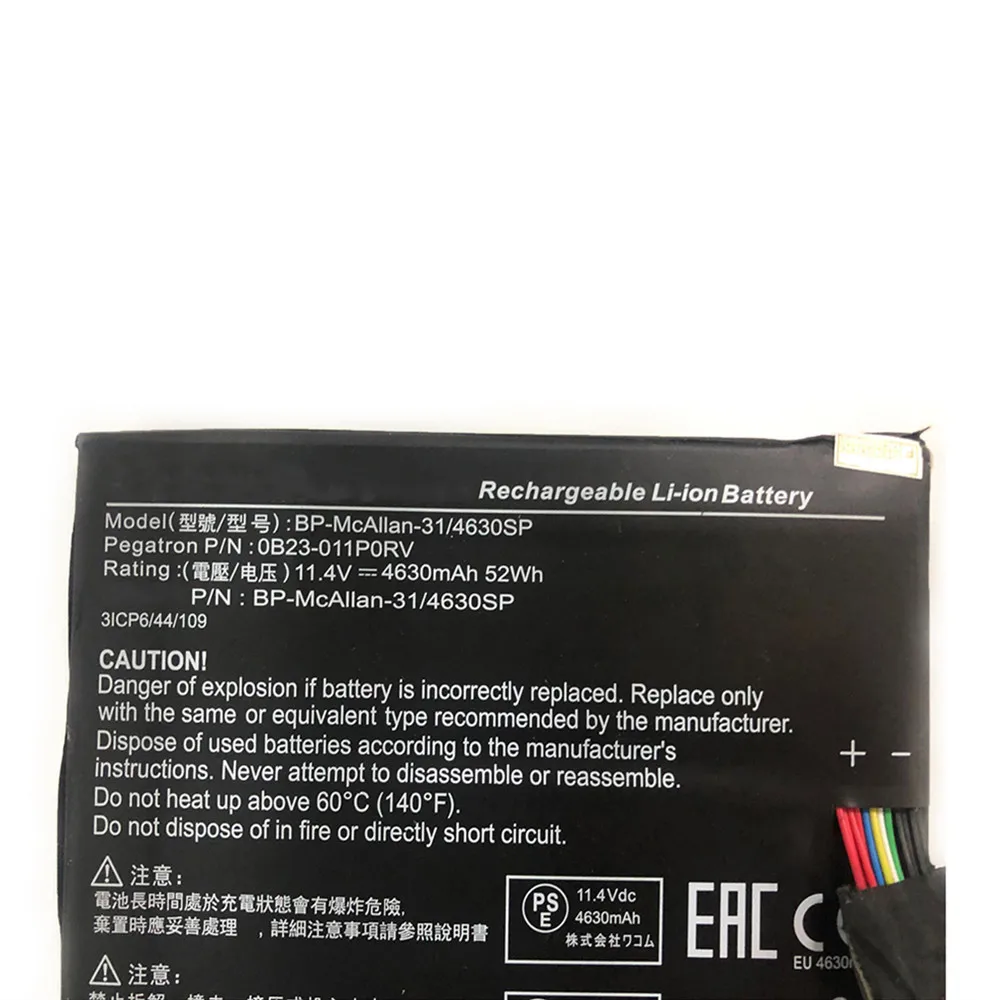 Rechargeable Li-ion Battery
Model(型號/型号):BP-McAllan-31/4630SP
Pegatron P/N :0B23-011P0RV
Rating :(電壓/电压)11.4V ⎓ 4630mAh 52Wh
P/N : BP-McAllan-31/4630SP
3ICP6/44/109
CAUTION!
Danger of explosion if battery is incorrectly replaced. Replace only
with the same or equivalent type recommended by the manufacturer.
Dispose of used batteries according to the manufacturer's
instructions. Never attempt to disassemble or reassemble.
Do not heat up above 60°C (140°F).
Do not dispose of in fire or directly short circuit.
+ −
注意:
電池長時間處於充電狀態會有爆炸危險,
棄置時應妥善處理 ,詳細注意事項請參照說明書
PS
E
11.4Vdc
4630mAh
株式会社ワコム
EAC
C
EU 4630
注意: